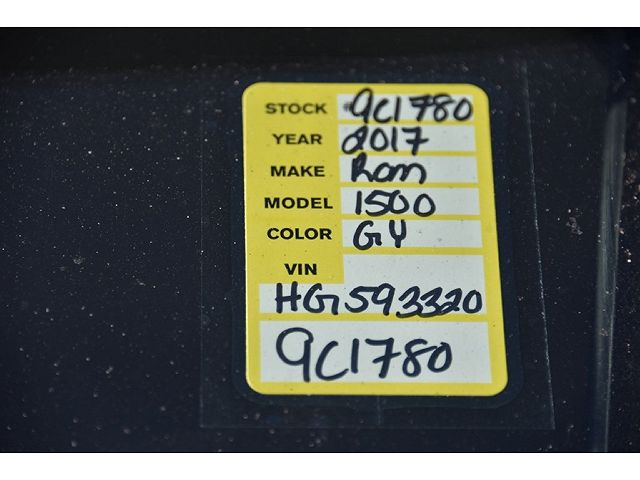 STOCK 9C1780
YEAR 2017
MAKE Ram
MODEL 1500
COLOR GY
VIN
HG593320
9C1780